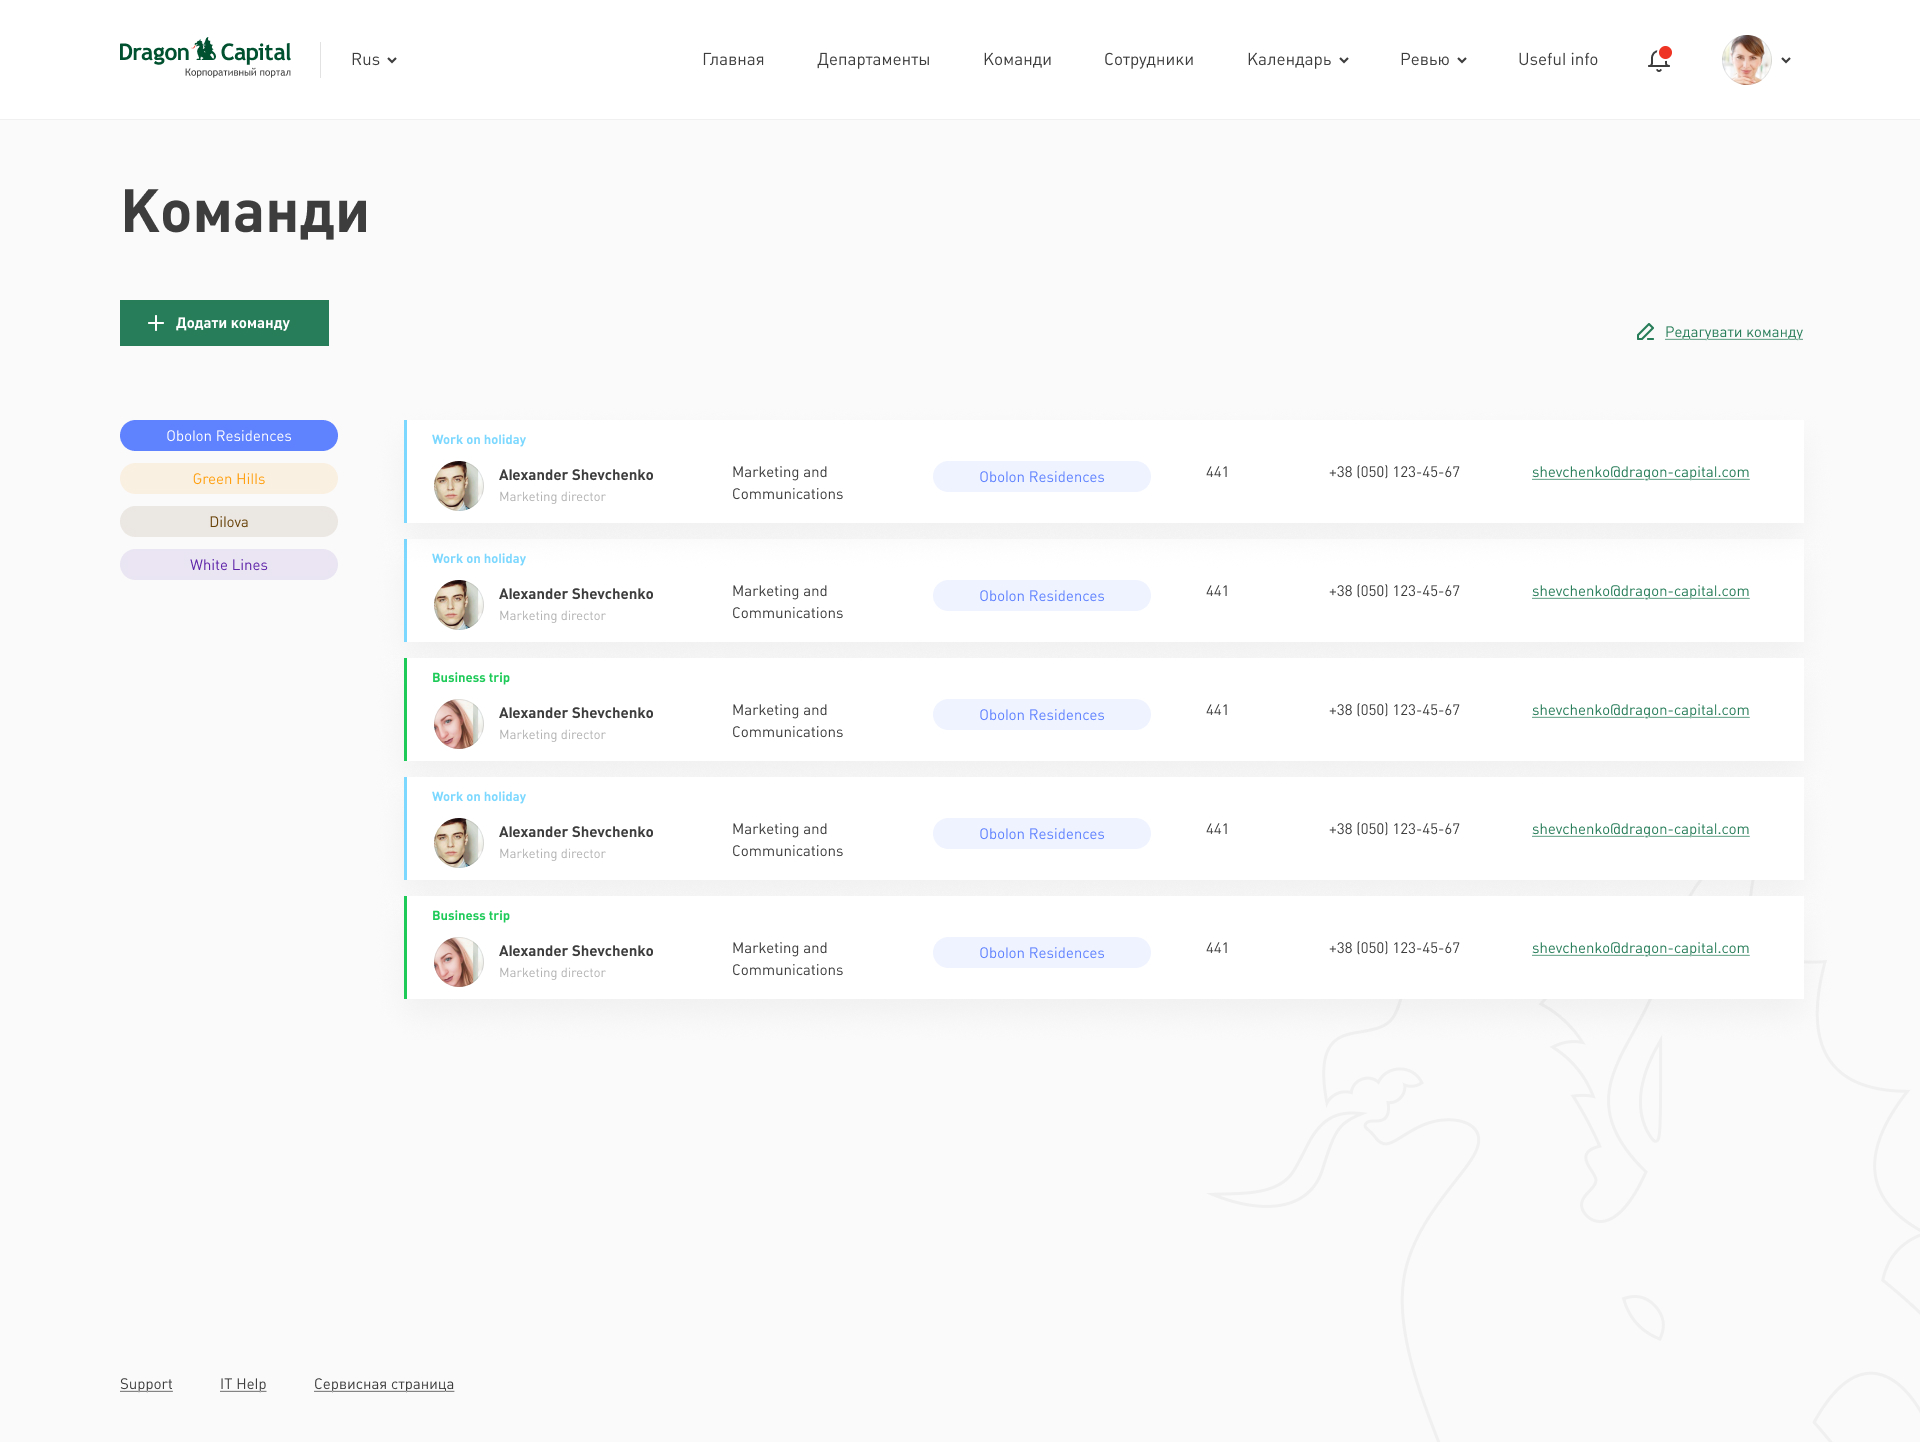 Dragon Capital
Корпоративный портал
Rus
Главная
Департаменты
Команди
Сотрудники
Календарь
Ревью
Useful info
Команди
Додати команду
Редагувати команду
Obolon Residences
Green Hills
Dilova
White Lines
Work on holiday
Alexander Shevchenko
Marketing director
Marketing and
Communications
Obolon Residences
441
+38 (050) 123-45-67
shevchenko@dragon-capital.com
Work on holiday
Alexander Shevchenko
Marketing director
Marketing and
Communications
Obolon Residences
441
+38 (050) 123-45-67
shevchenko@dragon-capital.com
Business trip
Alexander Shevchenko
Marketing director
Marketing and
Communications
Obolon Residences
441
+38 (050) 123-45-67
shevchenko@dragon-capital.com
Work on holiday
Alexander Shevchenko
Marketing director
Marketing and
Communications
Obolon Residences
441
+38 (050) 123-45-67
shevchenko@dragon-capital.com
Business trip
Alexander Shevchenko
Marketing director
Marketing and
Communications
Obolon Residences
441
+38 (050) 123-45-67
shevchenko@dragon-capital.com
Support
IT Help
Сервисная страница